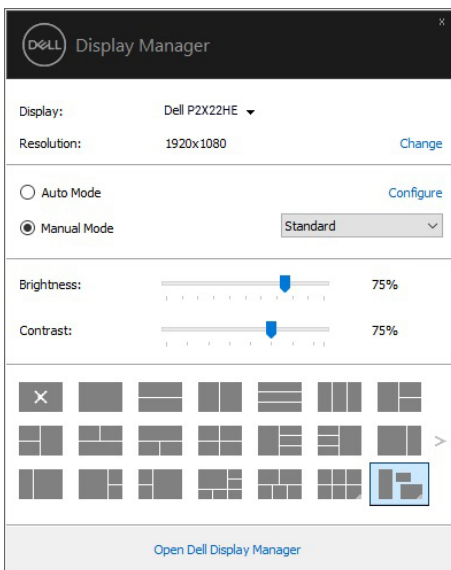 x
DELL Display Manager
Display: Dell P2X22HE
Resolution: 1920x1080 Change
Auto Mode Configure
Manual Mode Standard
Brightness: 75%
Contrast: 75%
Open Dell Display Manager